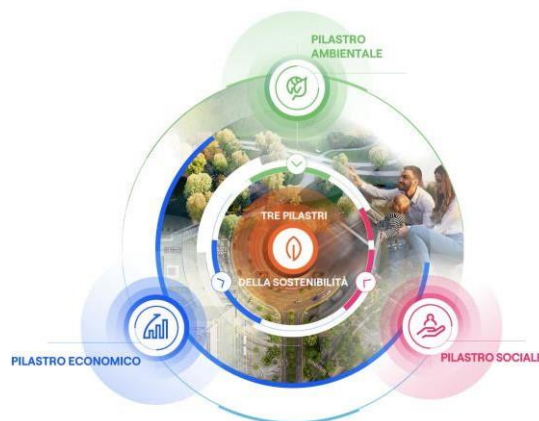 PILASTRO
AMBIENTALE
TRE PILASTRI
DELLA SOSTENIBILITÀ
PILASTRO ECONOMICO
PILASTRO SOCIALE